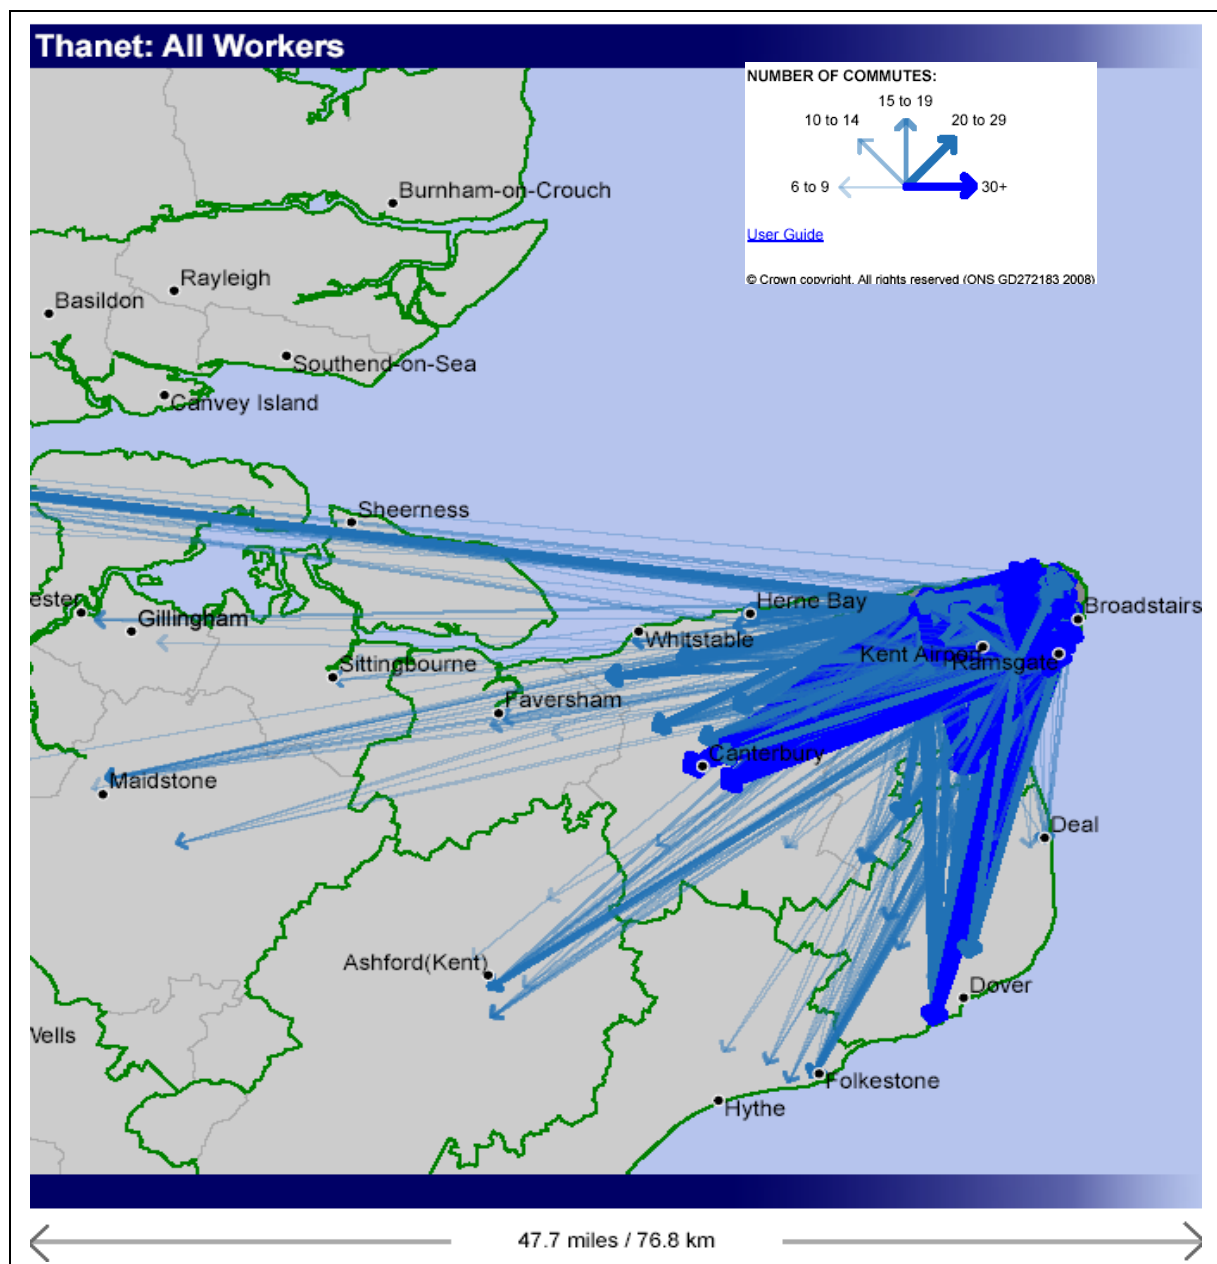 Thanet: All Workers
NUMBER OF COMMUTES:
15 to 19
10 to 14
20 to 29
6 to 9
30+
User Guide
© Crown copyright. All rights reserved (ONS GD272183 2008)
Burnham-on-Crouch
Rayleigh
Basildon
Southend-on-Sea
Canvey Island
Sheerness
ester
Gillingham
Herne Bay
Broadstairs
Whitstable
Kent Airport
Ramsgate
Sittingbourne
Faversham
Canterbury
Maidstone
Deal
Ashford(Kent)
Dover
Wells
Folkestone
Hythe
47.7 miles / 76.8 km